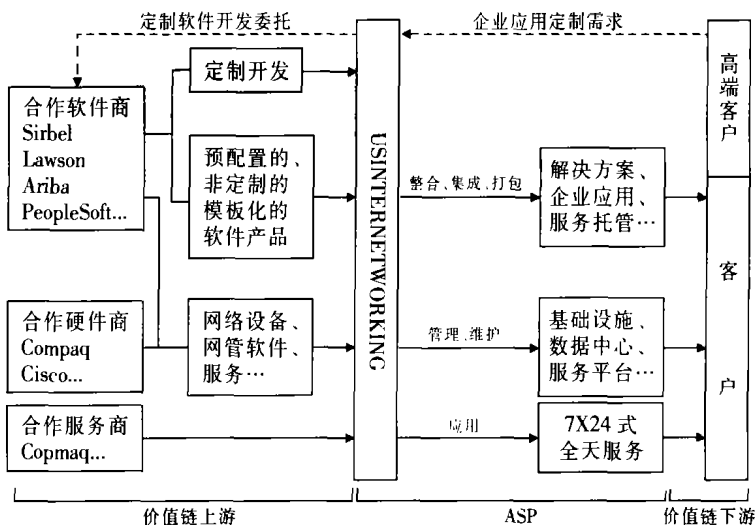 定制软件开发委托
企业应用定制需求
定制开发
合作软件商
Sirbel
Lawson
Ariba
PeopleSoft...
预配置的、
非定制的
模板化的
软件产品
USINTERNETWORKING
整合、集成、打包
解决方案、
企业应用、
服务托管…
高端客户
客户
合作硬件商
Compaq
Cisco...
网络设备、
网管软件、
服务…
管理、维护
基础设施、
数据中心、
服务平台…
合作服务商
Copmaq...
应用
7X24式
全天服务
价值链上游
ASP
价值链下游